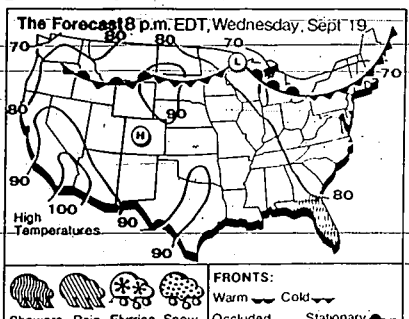 The Forecast 8 p.m. EDT, Wednesday, Sept 19
80
70
70
70
L
80
90
H
80
90
100
90
90
High
Temperatures
FRONTS:
Warm Cold
Showers Rain Flurries Snow
Occluded Stationary